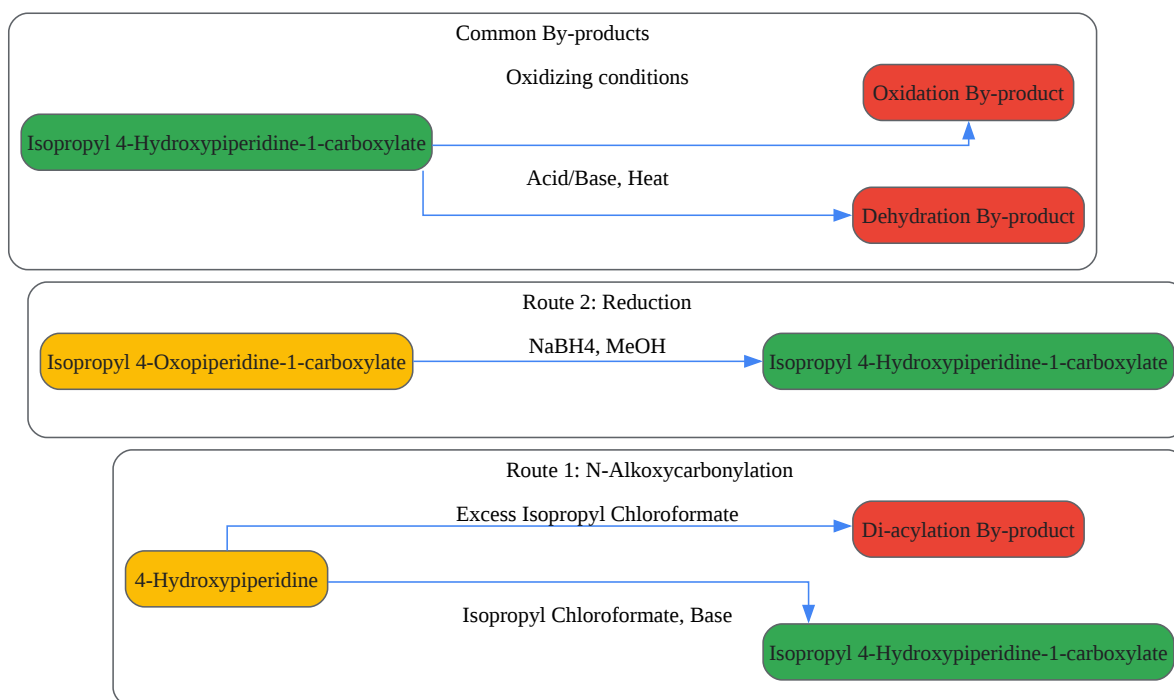 Common By-products
Oxidizing conditions
Oxidation By-product
Isopropyl 4-Hydroxypiperidine-1-carboxylate
Acid/Base, Heat
Dehydration By-product
Route 2: Reduction
NaBH4, MeOH
Isopropyl 4-Oxopiperidine-1-carboxylate
Isopropyl 4-Hydroxypiperidine-1-carboxylate
Route 1: N-Alkoxycarbonylation
Excess Isopropyl Chloroformate
Di-acylation By-product
4-Hydroxypiperidine
Isopropyl Chloroformate, Base
Isopropyl 4-Hydroxypiperidine-1-carboxylate